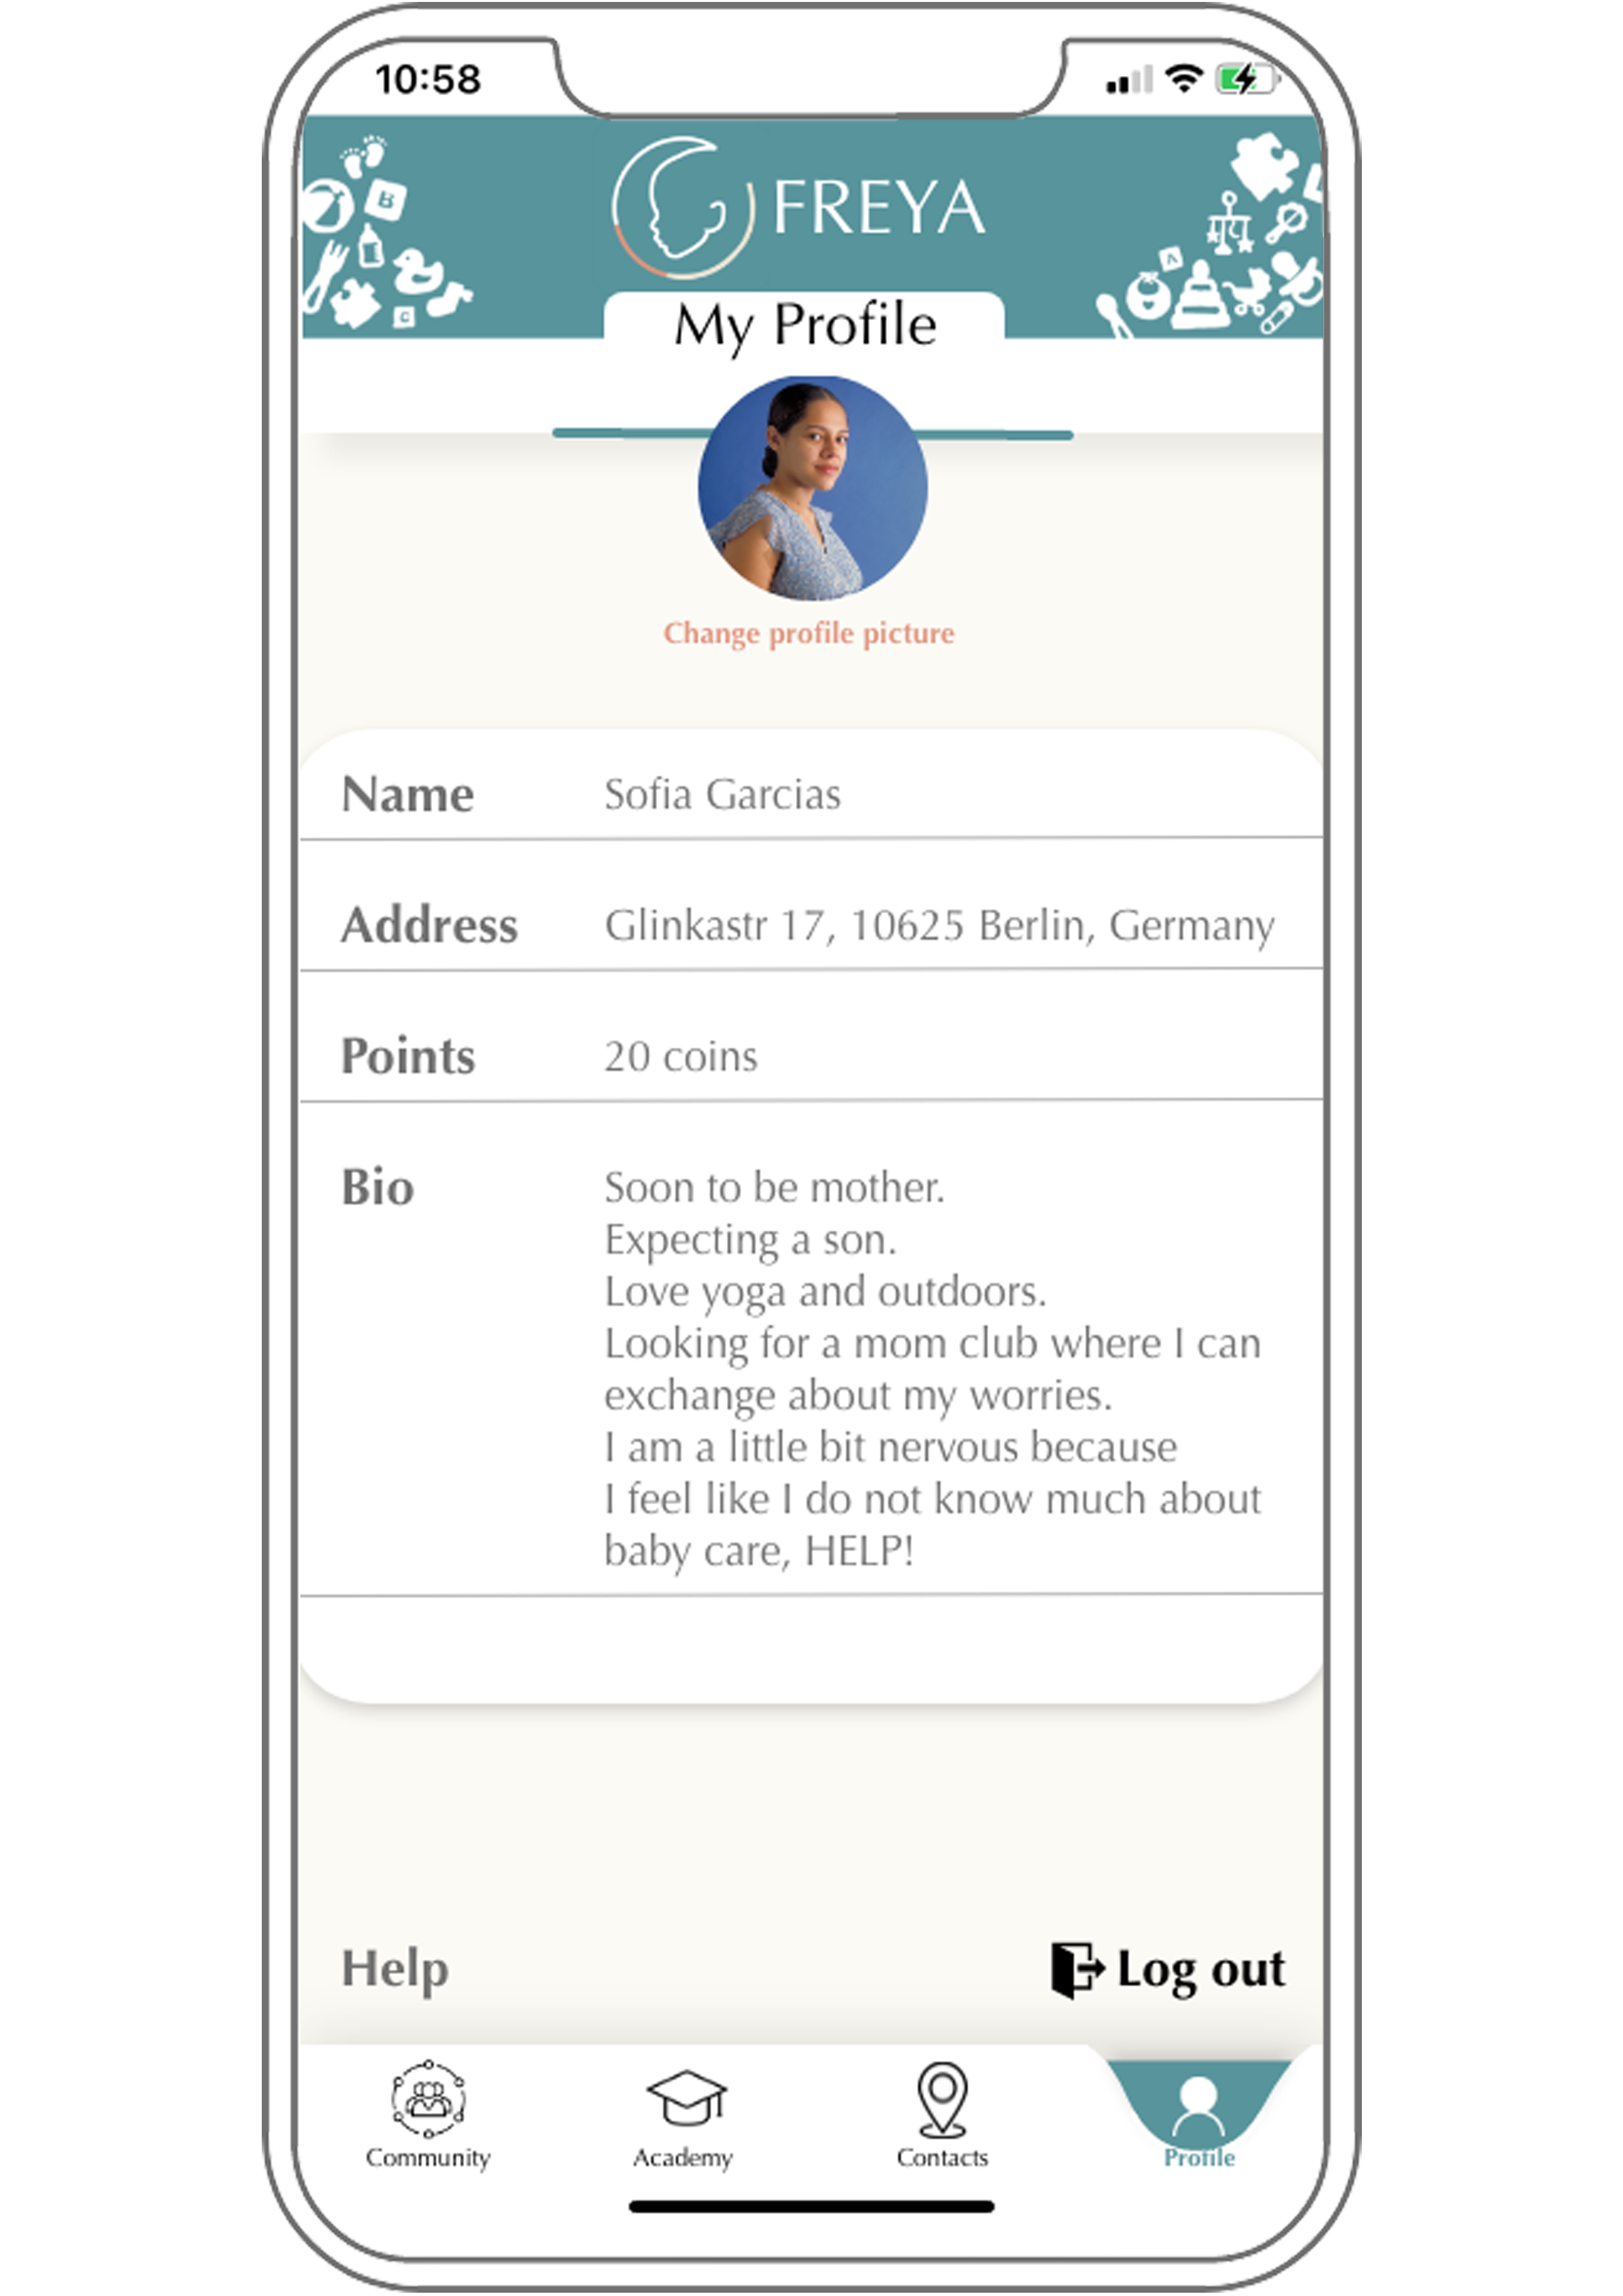 10:58
B
FREYA
A
C
My Profile
Change profile picture
Name Sofia Garcias
Address Glinkastr 17, 10625 Berlin, Germany
Points 20 coins
Bio Soon to be mother.
Expecting a son.
Love yoga and outdoors.
Looking for a mom club where I can
exchange about my worries.
I am a little bit nervous because
I feel like I do not know much about
baby care, HELP!
Help Log out
Community Academy Contacts Profile